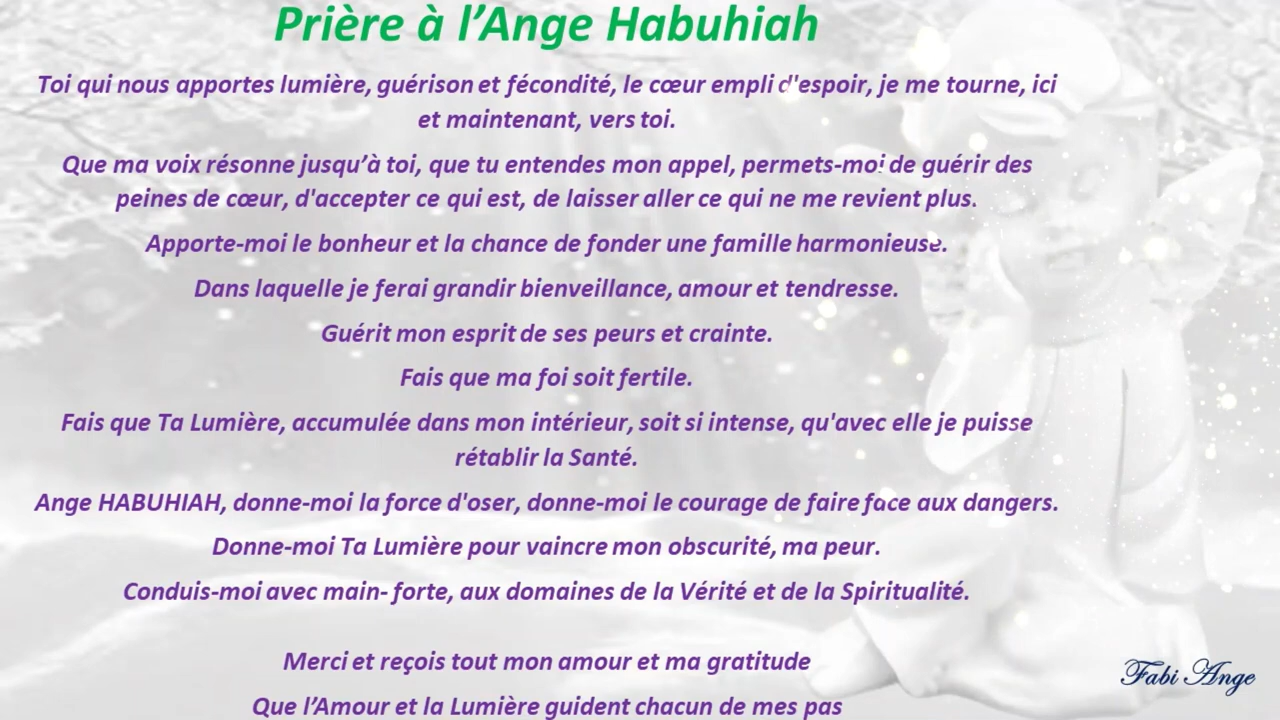 Prière à l’Ange Habuhiah
Toi qui nous apportes lumière, guérison et fécondité, le cœur empli d'espoir, je me tourne, ici
et maintenant, vers toi.
Que ma voix résonne jusqu’à toi, que tu entendes mon appel, permets-moi de guérir des
peines de cœur, d'accepter ce qui est, de laisser aller ce qui ne me revient plus.
Apporte-moi le bonheur et la chance de fonder une famille harmonieuse.
Dans laquelle je ferai grandir bienveillance, amour et tendresse.
Guérit mon esprit de ses peurs et crainte.
Fais que ma foi soit fertile.
Fais que Ta Lumière, accumulée dans mon intérieur, soit si intense, qu'avec elle je puisse
rétablir la Santé.
Ange HABUHIAH, donne-moi la force d'oser, donne-moi le courage de faire face aux dangers.
Donne-moi Ta Lumière pour vaincre mon obscurité, ma peur.
Conduis-moi avec main- forte, aux domaines de la Vérité et de la Spiritualité.
Merci et reçois tout mon amour et ma gratitude
Que l’Amour et la Lumière guident chacun de mes pas
Fabi Ange